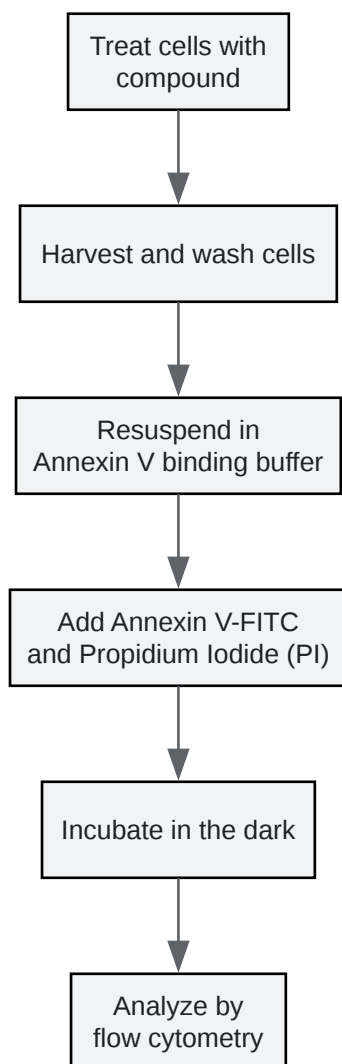 Treat cells with
compound
Harvest and wash cells
Resuspend in
Annexin V binding buffer
Add Annexin V-FITC
and Propidium Iodide (PI)
Incubate in the dark
Analyze by
flow cytometry